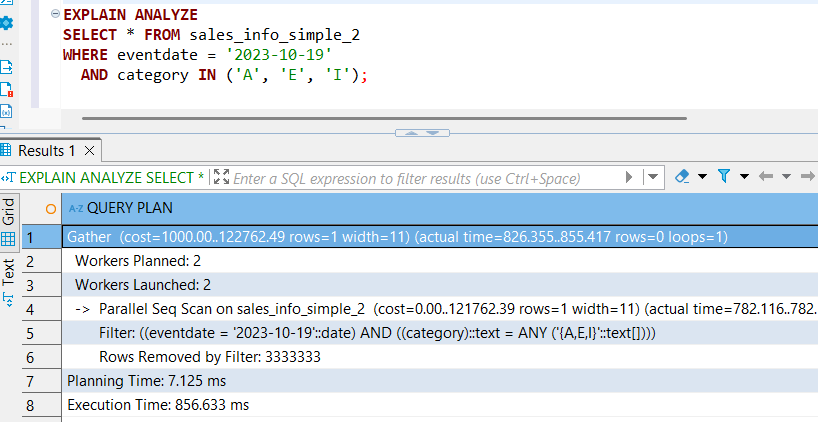 EXPLAIN ANALYZE
SELECT * FROM sales_info_simple_2
WHERE eventdate = '2023-10-19'
AND category IN ('A', 'E', 'I');
Results 1
EXPLAIN ANALYZE SELECT *
Enter a SQL expression to filter results (use Ctrl+Space)
Grid
Text
A-Z QUERY PLAN
1 Gather (cost=1000.00..122762.49 rows=1 width=11) (actual time=826.355..855.417 rows=0 loops=1)
2 Workers Planned: 2
3 Workers Launched: 2
4 -> Parallel Seq Scan on sales_info_simple_2 (cost=0.00..121762.39 rows=1 width=11) (actual time=782.116..782.
5 Filter: ((eventdate = '2023-10-19'::date) AND ((category)::text = ANY ('{A,E,I}'::text[])))
6 Rows Removed by Filter: 3333333
7 Planning Time: 7.125 ms
8 Execution Time: 856.633 ms